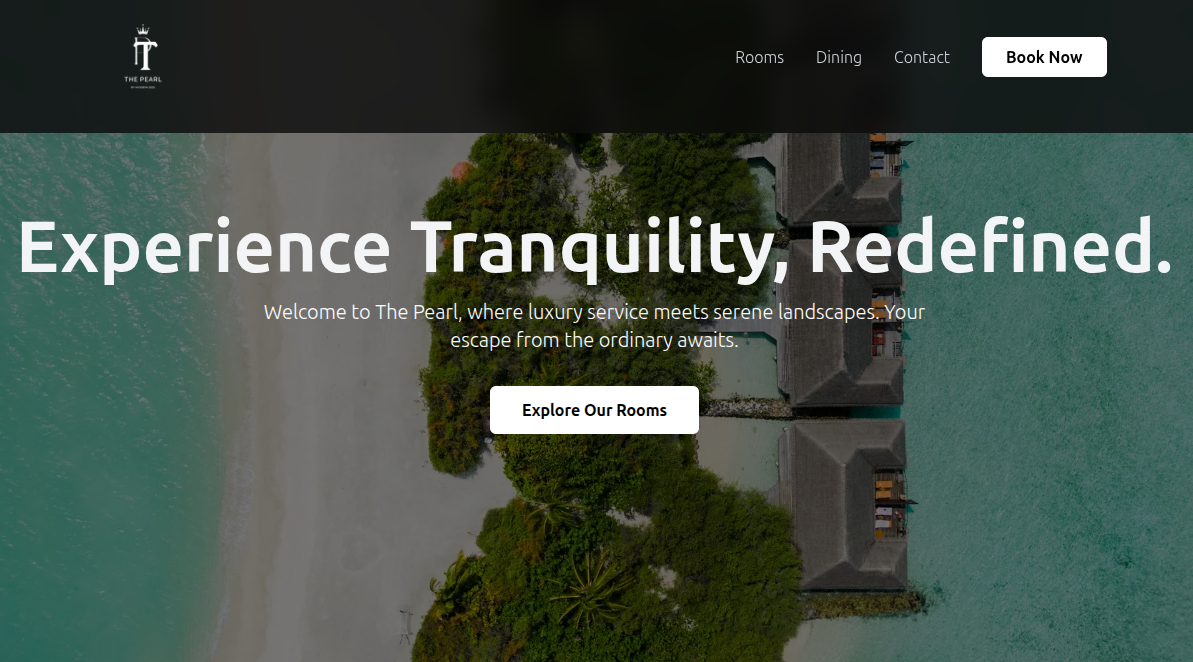 THE PEARL
Rooms
Dining
Contact
Book Now
Experience Tranquility, Redefined.
Welcome to The Pearl, where luxury service meets serene landscapes. Your
escape from the ordinary awaits.
Explore Our Rooms